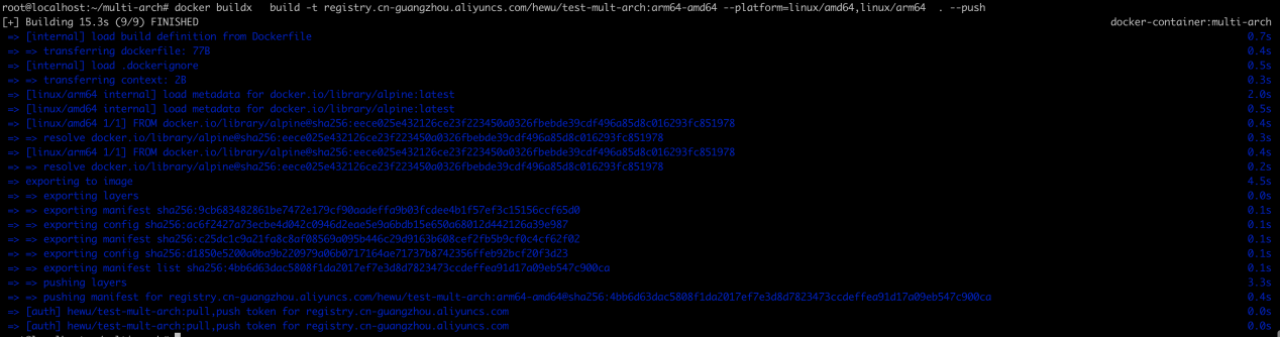 root@localhost:~/multi-arch# docker buildx   build -t registry.cn-guangzhou.aliyuncs.com/hewu/test-mult-arch:arm64-amd64 --platform=linux/amd64,linux/arm64  . --push
[+] Building 15.3s (9/9) FINISHED docker-container:multi-arch
=> [internal] load build definition from Dockerfile 0.7s
=> => transferring dockerfile: 77B 0.4s
=> [internal] load .dockerignore 0.5s
=> => transferring context: 2B 0.3s
=> [linux/arm64 internal] load metadata for docker.io/library/alpine:latest 2.0s
=> [linux/amd64 internal] load metadata for docker.io/library/alpine:latest 0.5s
=> [linux/amd64 1/1] FROM docker.io/library/alpine@sha256:eece025e432126ce23f223450a0326fbebde39cdf496a85d8c016293fc851978 0.4s
=> => resolve docker.io/library/alpine@sha256:eece025e432126ce23f223450a0326fbebde39cdf496a85d8c016293fc851978 0.3s
=> [linux/arm64 1/1] FROM docker.io/library/alpine@sha256:eece025e432126ce23f223450a0326fbebde39cdf496a85d8c016293fc851978 0.4s
=> => resolve docker.io/library/alpine@sha256:eece025e432126ce23f223450a0326fbebde39cdf496a85d8c016293fc851978 0.2s
=> exporting to image 4.5s
=> => exporting layers 0.0s
=> => exporting manifest sha256:9cb683482861be7472e179cf90aadeffa9b03fcdee4b1f57ef3c15156ccf65d0 0.1s
=> => exporting config sha256:ac6f2427a73ecbe4d042c0946d2eae5e9a6bdb15e650a68012d442126a39e987 0.1s
=> => exporting manifest sha256:c25dc1c9a21fa8c8af08569a095b446c29d9163b608cef2fb5b9cf0c4cf62f02 0.1s
=> => exporting config sha256:d1850e5200a0ba9b220979a06b0717164ae71737b8742356ffeb92bcf20f3d23 0.1s
=> => exporting manifest list sha256:4bb6d63dac5808f1da2017ef7e3d8d7823473ccdeffea91d17a09eb547c900ca 0.1s
=> => pushing layers 3.3s
=> => pushing manifest for registry.cn-guangzhou.aliyuncs.com/hewu/test-mult-arch:arm64-amd64@sha256:4bb6d63dac5808f1da2017ef7e3d8d7823473ccdeffea91d17a09eb547c900ca 0.4s
=> [auth] hewu/test-mult-arch:pull,push token for registry.cn-guangzhou.aliyuncs.com 0.0s
=> [auth] hewu/test-mult-arch:pull,push token for registry.cn-guangzhou.aliyuncs.com 0.0s